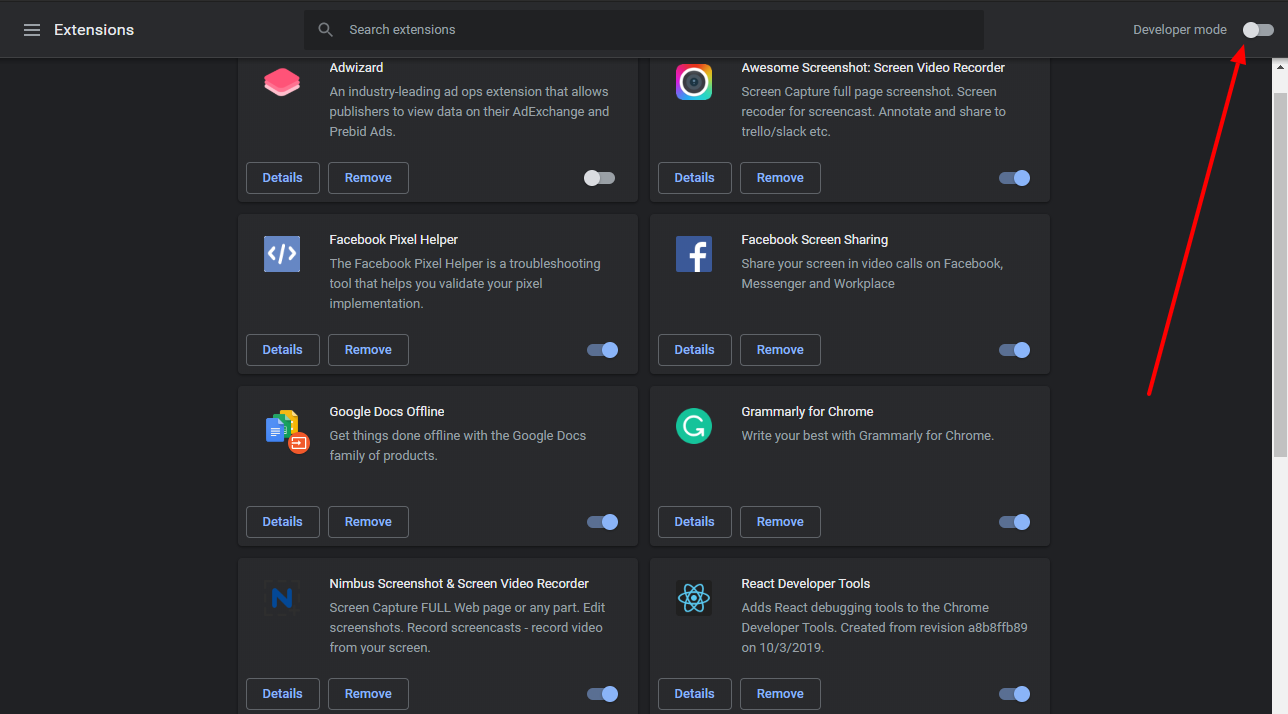 Extensions
Search extensions
Developer mode
Adwizard
An industry-leading ad ops extension that allows
publishers to view data on their AdExchange and
Prebid Ads.
Details
Remove
Awesome Screenshot: Screen Video Recorder
Screen Capture full page screenshot. Screen
recoder for screencast. Annotate and share to
trello/slack etc.
Details
Remove
Facebook Pixel Helper
The Facebook Pixel Helper is a troubleshooting
tool that helps you validate your pixel
implementation.
Details
Remove
Facebook Screen Sharing
Share your screen in video calls on Facebook,
Messenger and Workplace
Details
Remove
Google Docs Offline
Get things done offline with the Google Docs
family of products.
Details
Remove
Grammarly for Chrome
Write your best with Grammarly for Chrome.
Details
Remove
Nimbus Screenshot & Screen Video Recorder
Screen Capture FULL Web page or any part. Edit
screenshots. Record screencasts - record video
from your screen.
Details
Remove
React Developer Tools
Adds React debugging tools to the Chrome
Developer Tools. Created from revision a8b8ffb89
on 10/3/2019.
Details
Remove